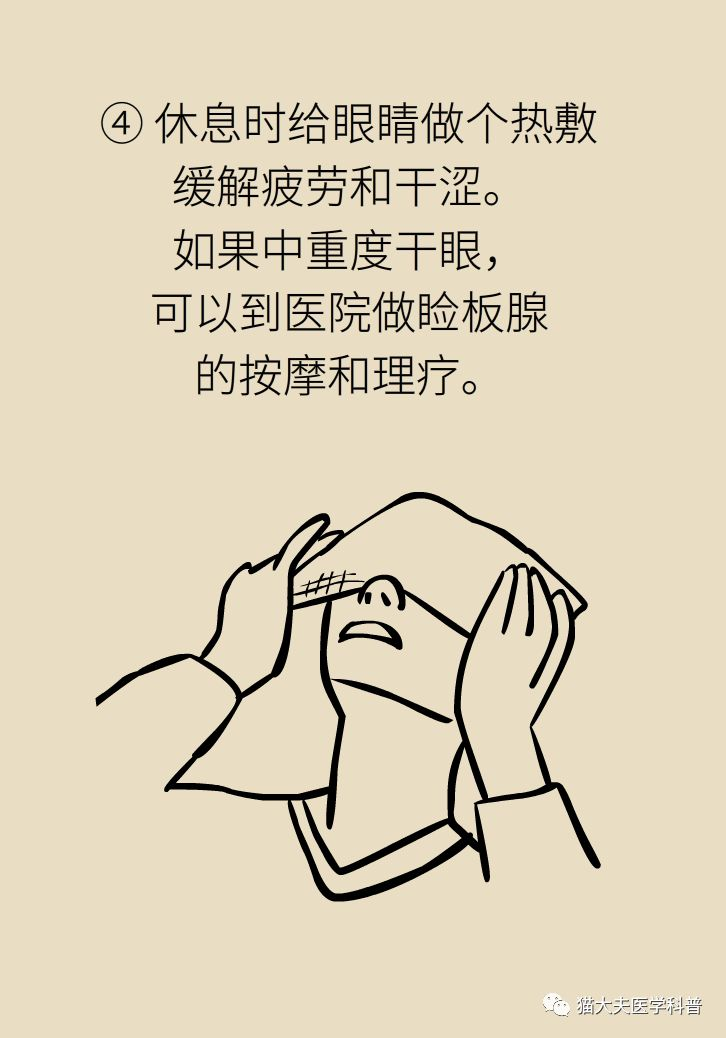 ④ 休息时给眼睛做个热敷
缓解疲劳和干涩。
如果中重度干眼，
可以到医院做睑板腺
的按摩和理疗。
猫大夫医学科普